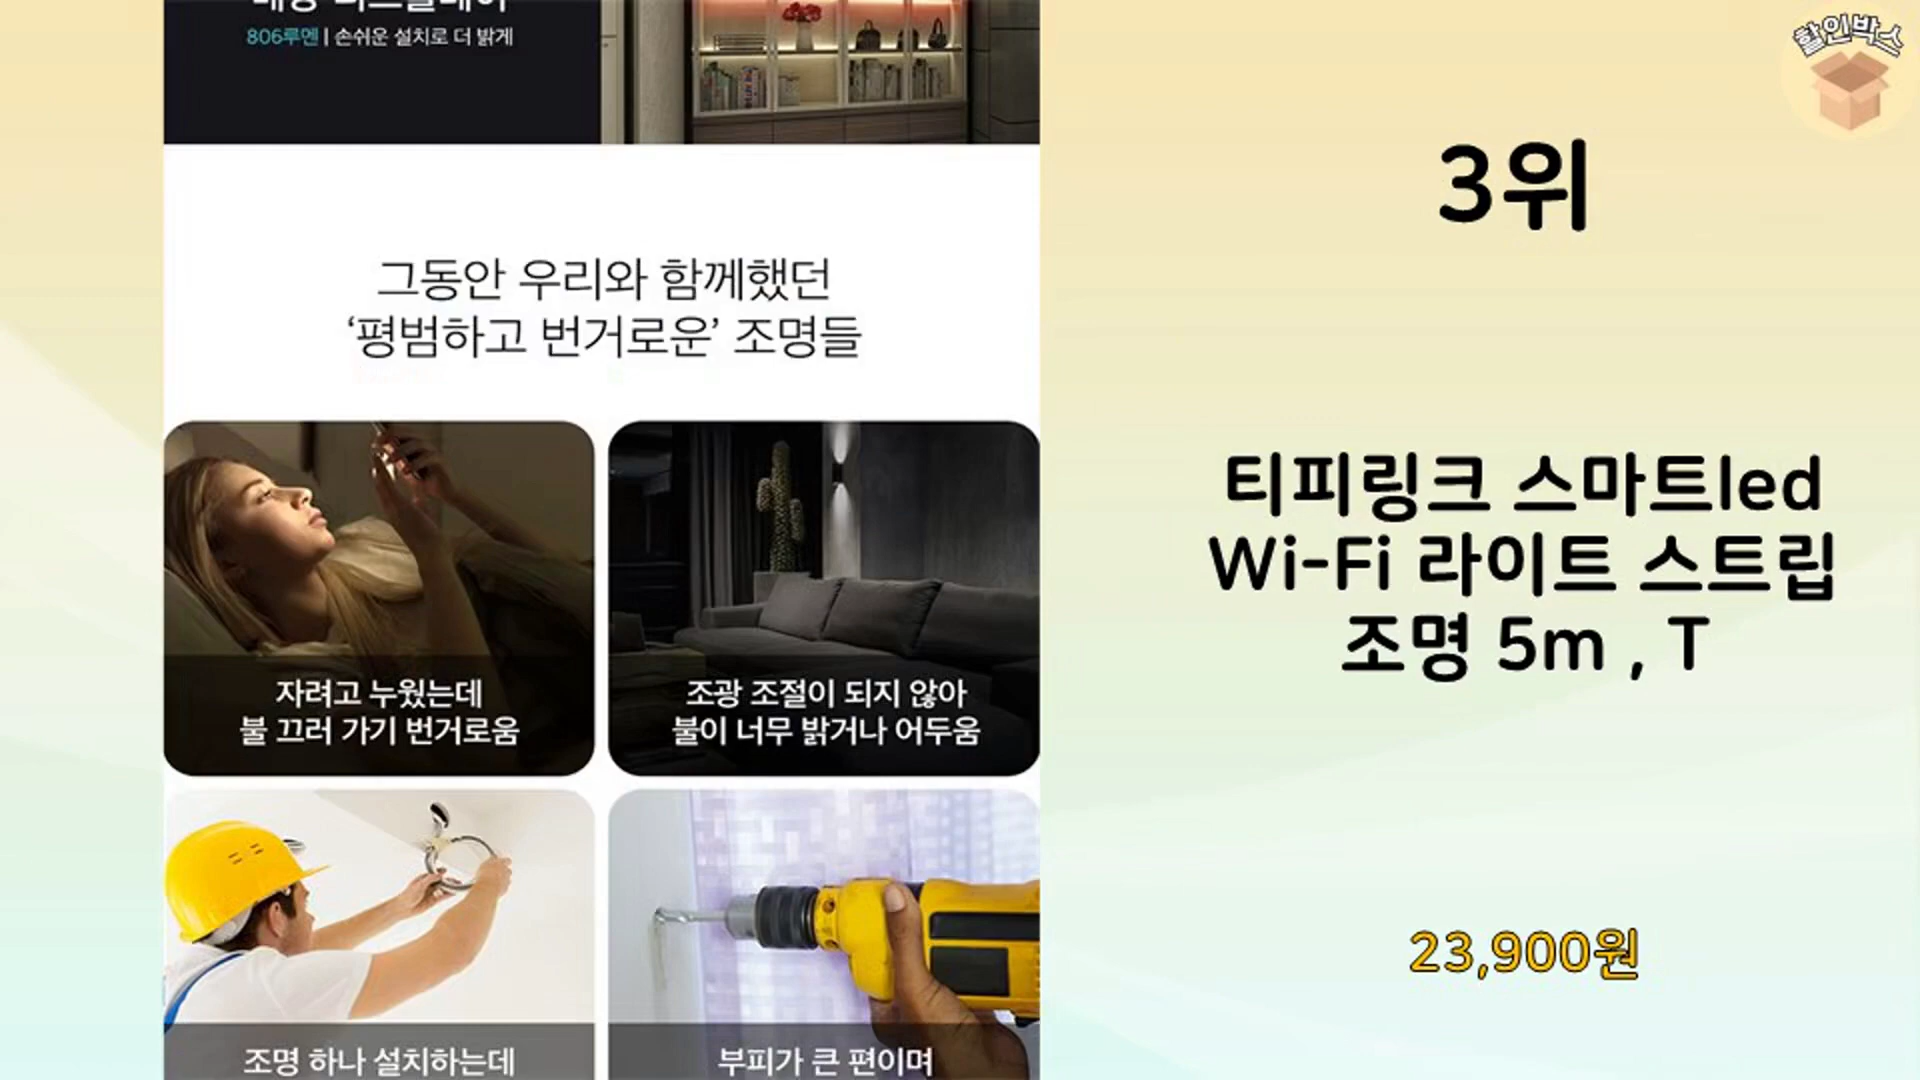 806루멘 | 손쉬운 설치로 더 밝게
그동안 우리와 함께했던
‘평범하고 번거로운’ 조명들
자려고 누웠는데
불 끄러 가기 번거로움
조광 조절이 되지 않아
불이 너무 밝거나 어두움
조명 하나 설치하는데
부피가 큰 편이며
할인박스
3위
티피링크 스마트led
Wi-Fi 라이트 스트립
조명 5m , T
23,900원